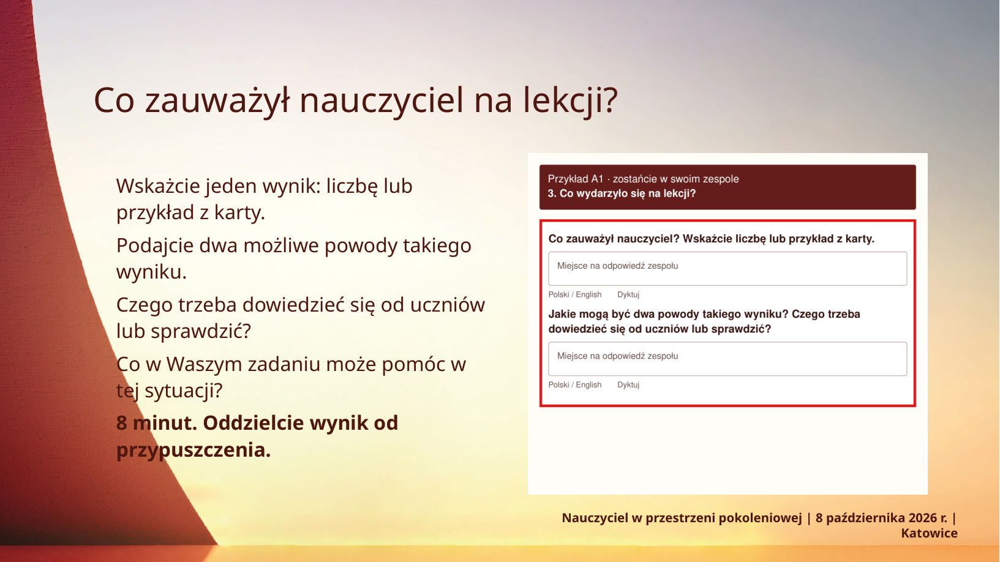 Co zauważył nauczyciel na lekcji?
Wskażcie jeden wynik: liczbę lub
przykład z karty.
Podajcie dwa możliwe powody takiego
wyniku.
Czego trzeba dowiedzieć się od uczniów
lub sprawdzić?
Co w Waszym zadaniu może pomóc w
tej sytuacji?
8 minut. Oddzielcie wynik od
przypuszczenia.
Przykład A1 · zostańcie w swoim zespole
3. Co wydarzyło się na lekcji?
Co zauważył nauczyciel? Wskażcie liczbę lub przykład z karty.
Miejsce na odpowiedź zespołu
Polski / English Dyktuj
Jakie mogą być dwa powody takiego wyniku? Czego trzeba
dowiedzieć się od uczniów lub sprawdzić?
Miejsce na odpowiedź zespołu
Polski / English Dyktuj
Nauczyciel w przestrzeni pokoleniowej | 8 października 2026 r. |
Katowice